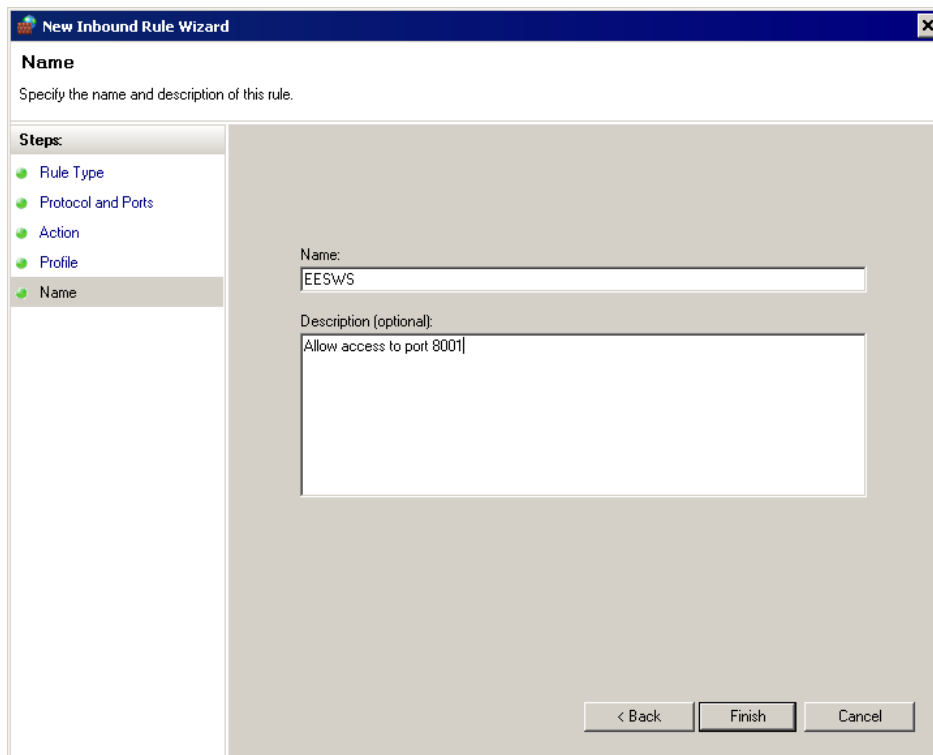 New Inbound Rule Wizard
Name
Specify the name and description of this rule.
Steps:
Rule Type
Protocol and Ports
Action
Profile
Name
Name:
EESWS
Description (optional):
Allow access to port 8001
< Back
Finish
Cancel